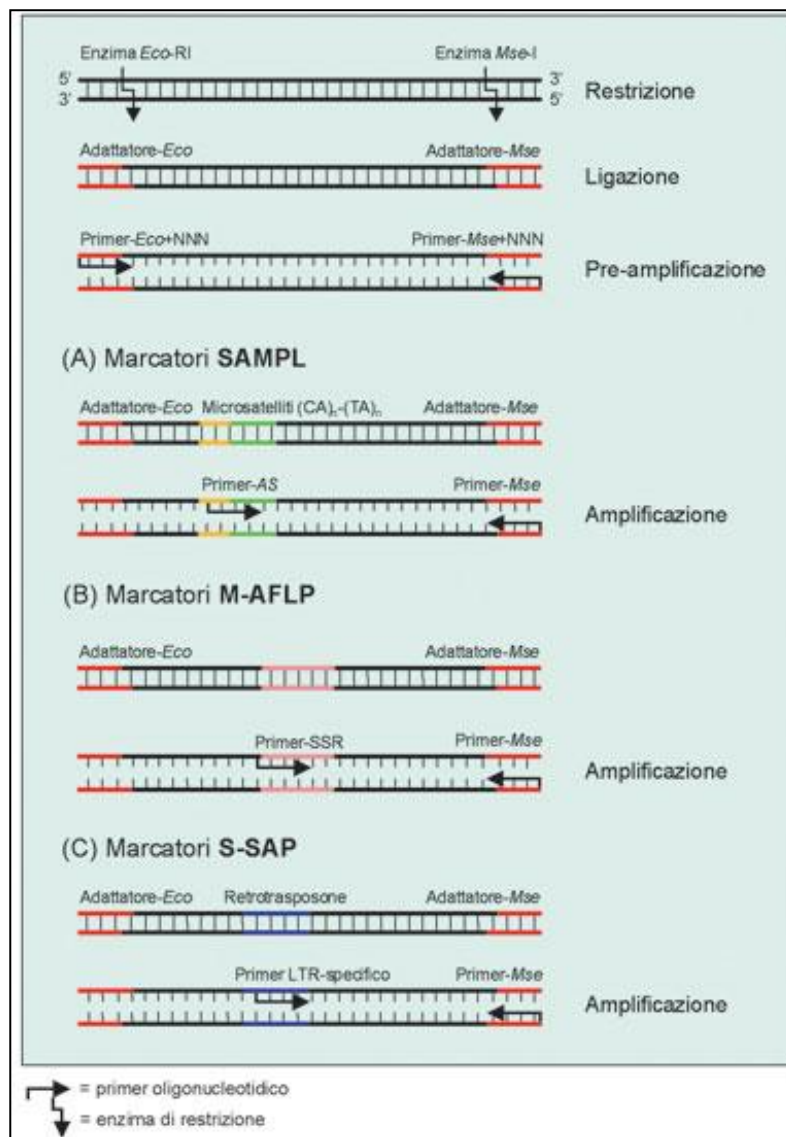 Enzima Eco-RI Enzima Mse-I
5' 3'
3' 5'
Restrizione
Adattatore-Eco Adattatore-Mse
Ligazione
Primer-Eco+NNN Primer-Mse+NNN
Pre-amplificazione
(A) Marcatori SAMPL
Adattatore-Eco Microsatelliti (CA)n-(TA)n Adattatore-Mse
Primer-AS Primer-Mse
Amplificazione
(B) Marcatori M-AFLP
Adattatore-Eco Adattatore-Mse
Primer-SSR Primer-Mse
Amplificazione
(C) Marcatori S-SAP
Adattatore-Eco Retrotrasposone Adattatore-Mse
Primer LTR-specifico Primer-Mse
Amplificazione
= primer oligonucleotidico
= enzima di restrizione